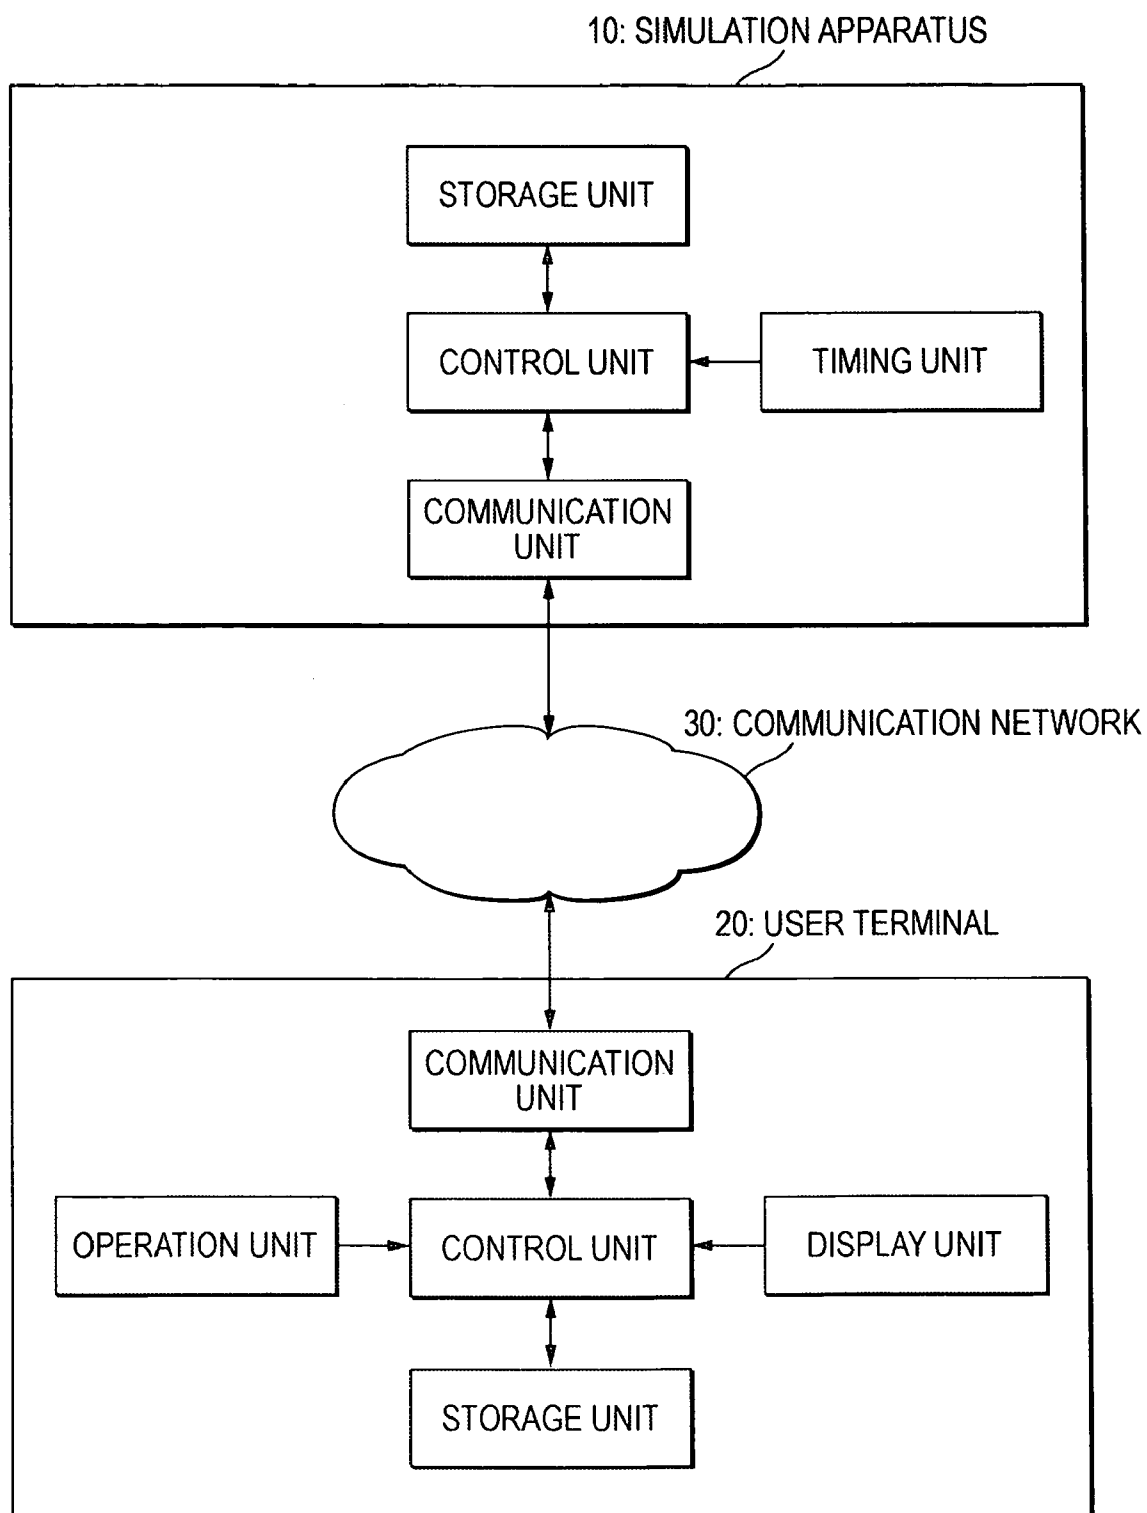 10: SIMULATION APPARATUS
STORAGE UNIT
CONTROL UNIT
TIMING UNIT
COMMUNICATION
UNIT
30: COMMUNICATION NETWORK
20: USER TERMINAL
COMMUNICATION
UNIT
OPERATION UNIT
CONTROL UNIT
DISPLAY UNIT
STORAGE UNIT